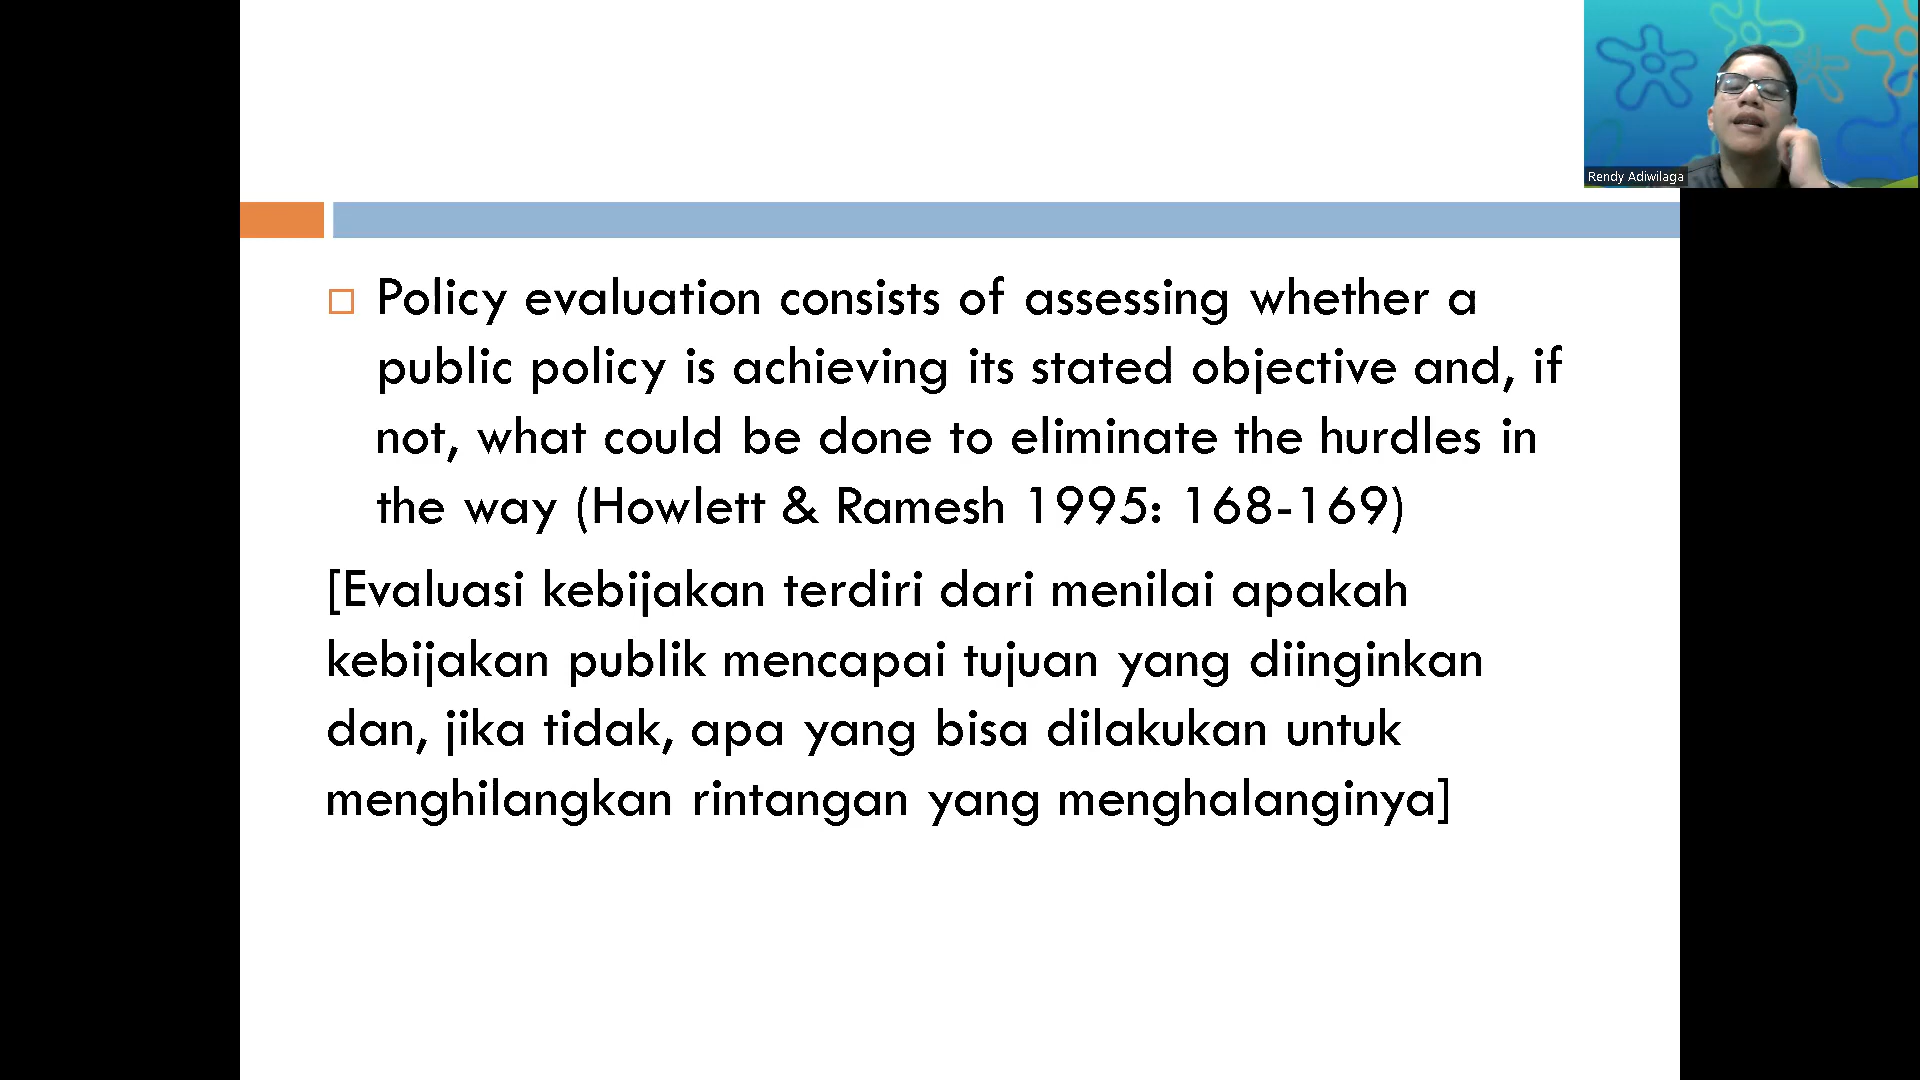 Rendy Adiwilaga
Policy evaluation consists of assessing whether a
public policy is achieving its stated objective and, if
not, what could be done to eliminate the hurdles in
the way (Howlett & Ramesh 1995: 168-169)
[Evaluasi kebijakan terdiri dari menilai apakah
kebijakan publik mencapai tujuan yang diinginkan
dan, jika tidak, apa yang bisa dilakukan untuk
menghilangkan rintangan yang menghalanginya]